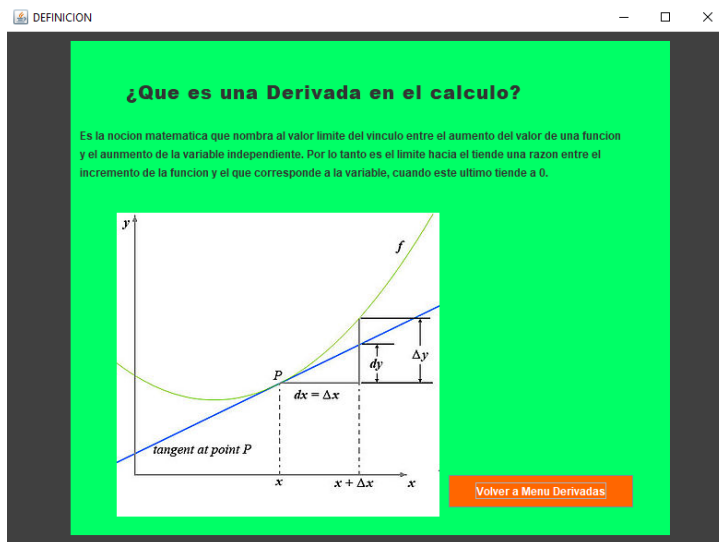 DEFINICION
¿Que es una Derivada en el calculo?
Es la nocion matematica que nombra al valor limite del vinculo entre el aumento del valor de una funcion
y el aunmento de la variable independiente. Por lo tanto es el limite hacia el tiende una razon entre el
incremento de la funcion y el que corresponde a la variable, cuando este ultimo tiende a 0.
y
f
P
dy
Δy
dx = Δx
tangent at point P
x
x + Δx
x
Volver a Menu Derivadas